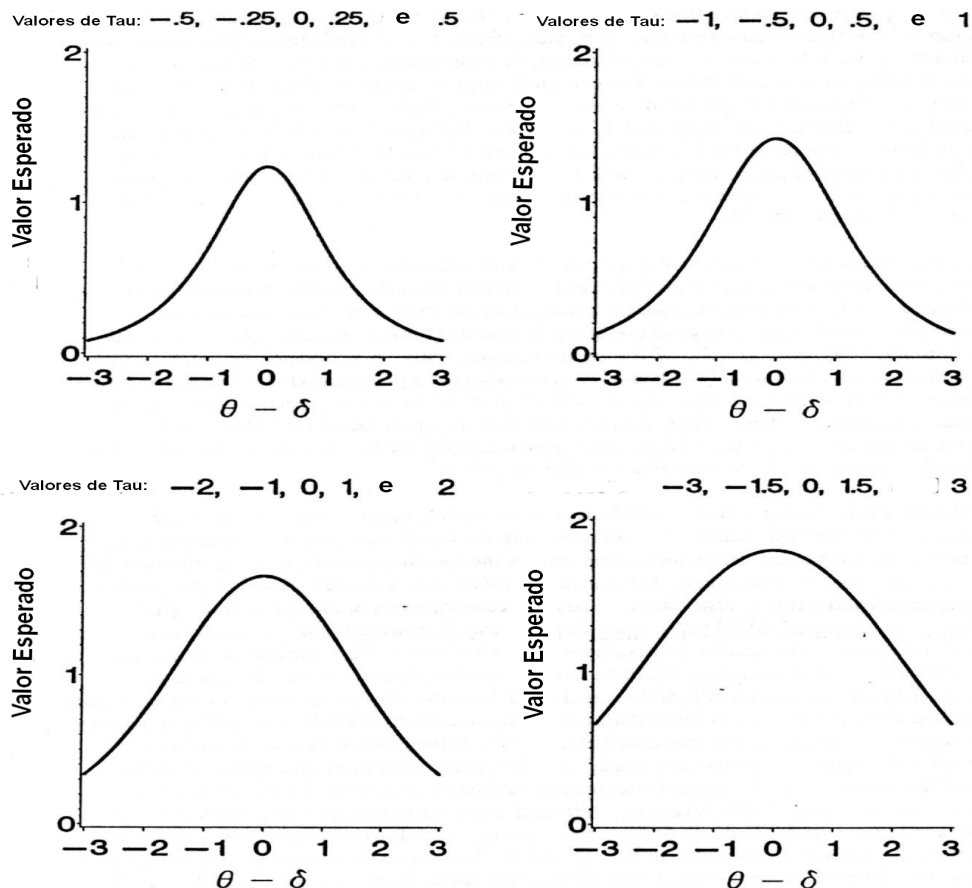 Valores de Tau: −.5, −.25, 0, .25, e .5
Valor Esperado
2
1
0
−3 −2 −1 0 1 2 3
θ − δ
Valores de Tau: −1, −.5, 0, .5, e 1
Valor Esperado
2
1
0
−3 −2 −1 0 1 2 3
θ − δ
Valores de Tau: −2, −1, 0, 1, e 2
Valor Esperado
2
1
0
−3 −2 −1 0 1 2 3
θ − δ
−3, −1.5, 0, 1.5, 3
Valor Esperado
2
1
0
−3 −2 −1 0 1 2 3
θ − δ